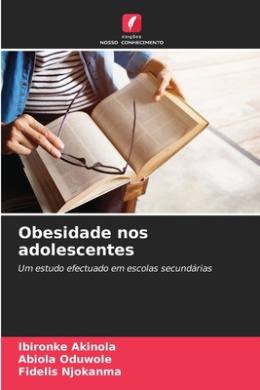 edições
NOSSO CONHECIMENTO
Obesidade nos
adolescentes
Um estudo efectuado em escolas secundárias
Ibironke Akinola
Abiola Oduwole
Fidelis Njokanma